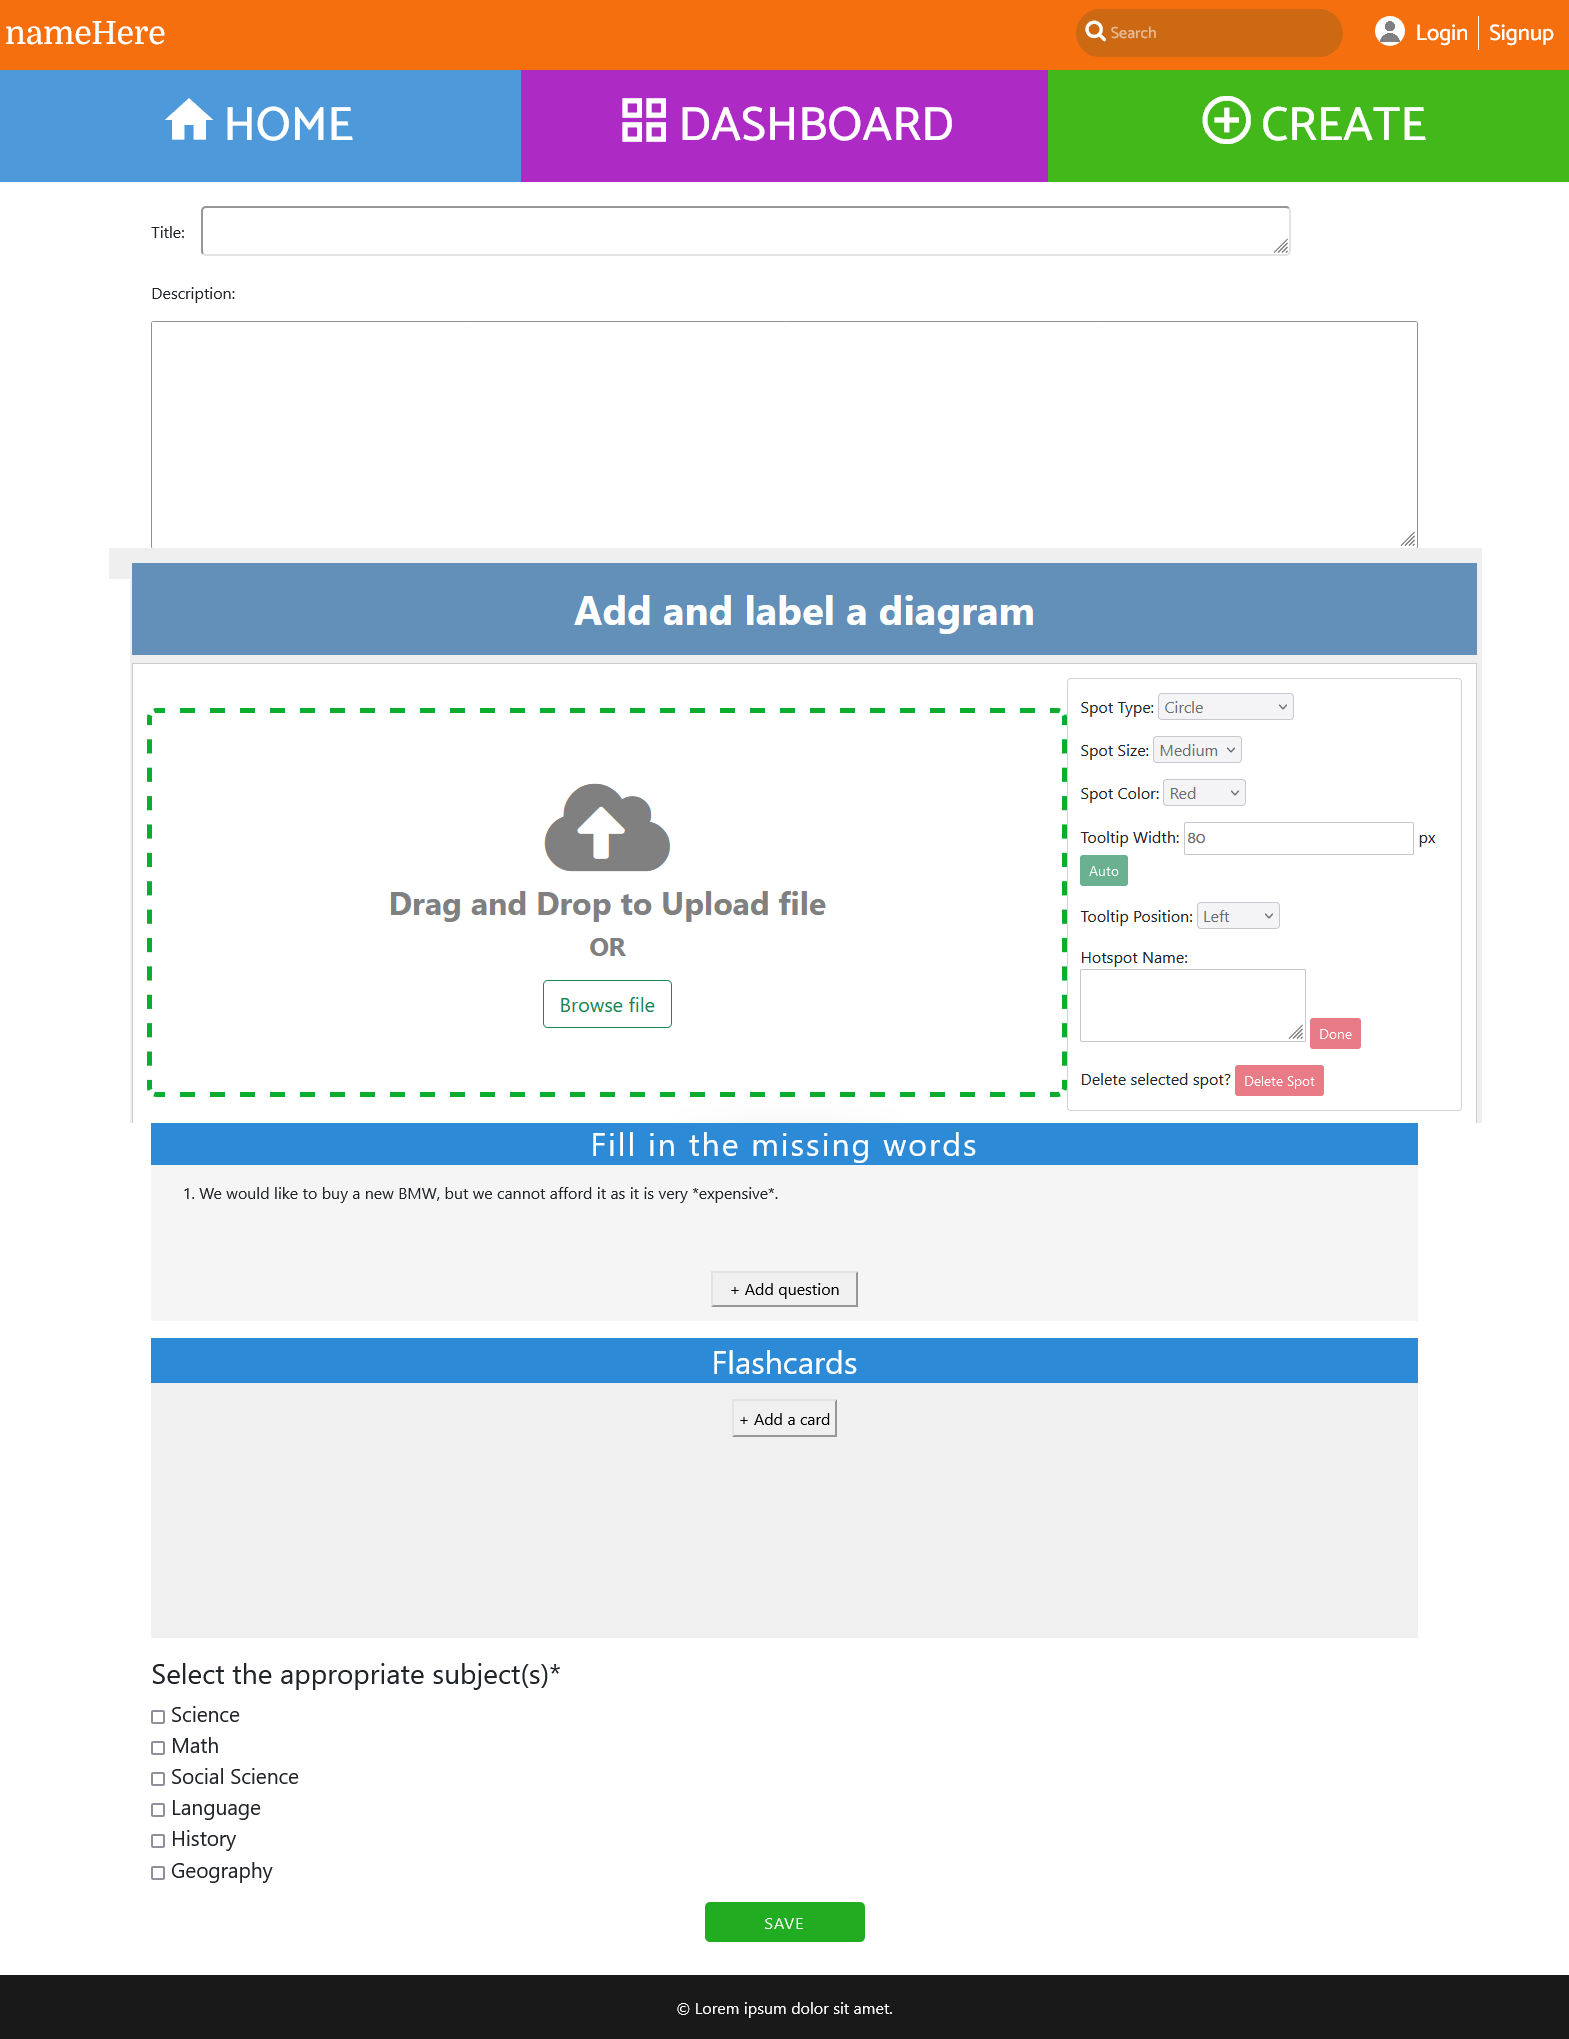 nameHere
Search
Login
Signup
HOME
DASHBOARD
CREATE
Title:
Description:
Add and label a diagram
Drag and Drop to Upload file
OR
Browse file
Spot Type: Circle
Spot Size: Medium
Spot Color: Red
Tooltip Width: 80 px
Auto
Tooltip Position: Left
Hotspot Name:
Done
Delete selected spot? Delete Spot
Fill in the missing words
1. We would like to buy a new BMW, but we cannot afford it as it is very *expensive*.
+ Add question
Flashcards
+ Add a card
Select the appropriate subject(s)*
Science
Math
Social Science
Language
History
Geography
SAVE
© Lorem ipsum dolor sit amet.